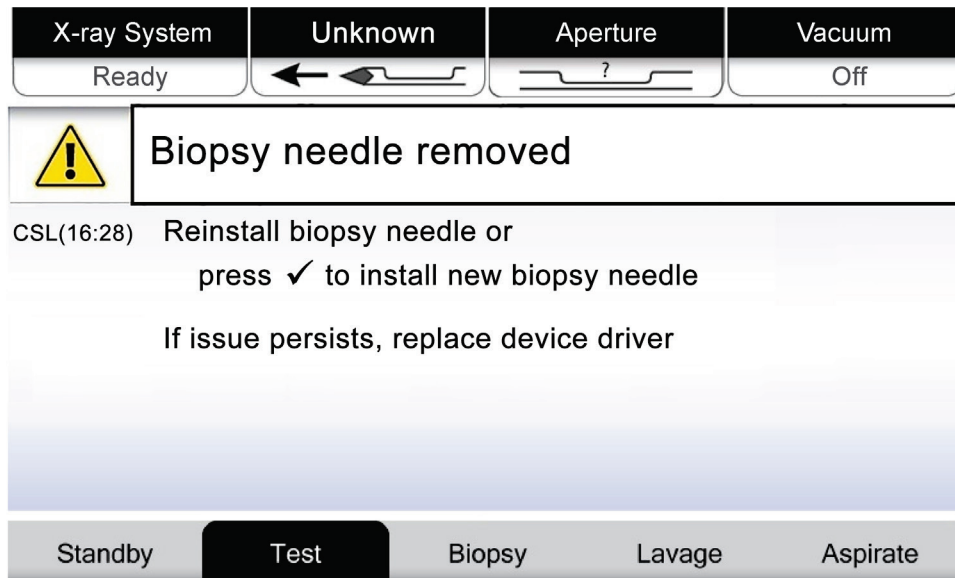 X-ray System
Unknown
Aperture
Vacuum
Ready
?
Off
Biopsy needle removed
CSL(16:28) Reinstall biopsy needle or
press ✓ to install new biopsy needle
If issue persists, replace device driver
Standby Test Biopsy Lavage Aspirate